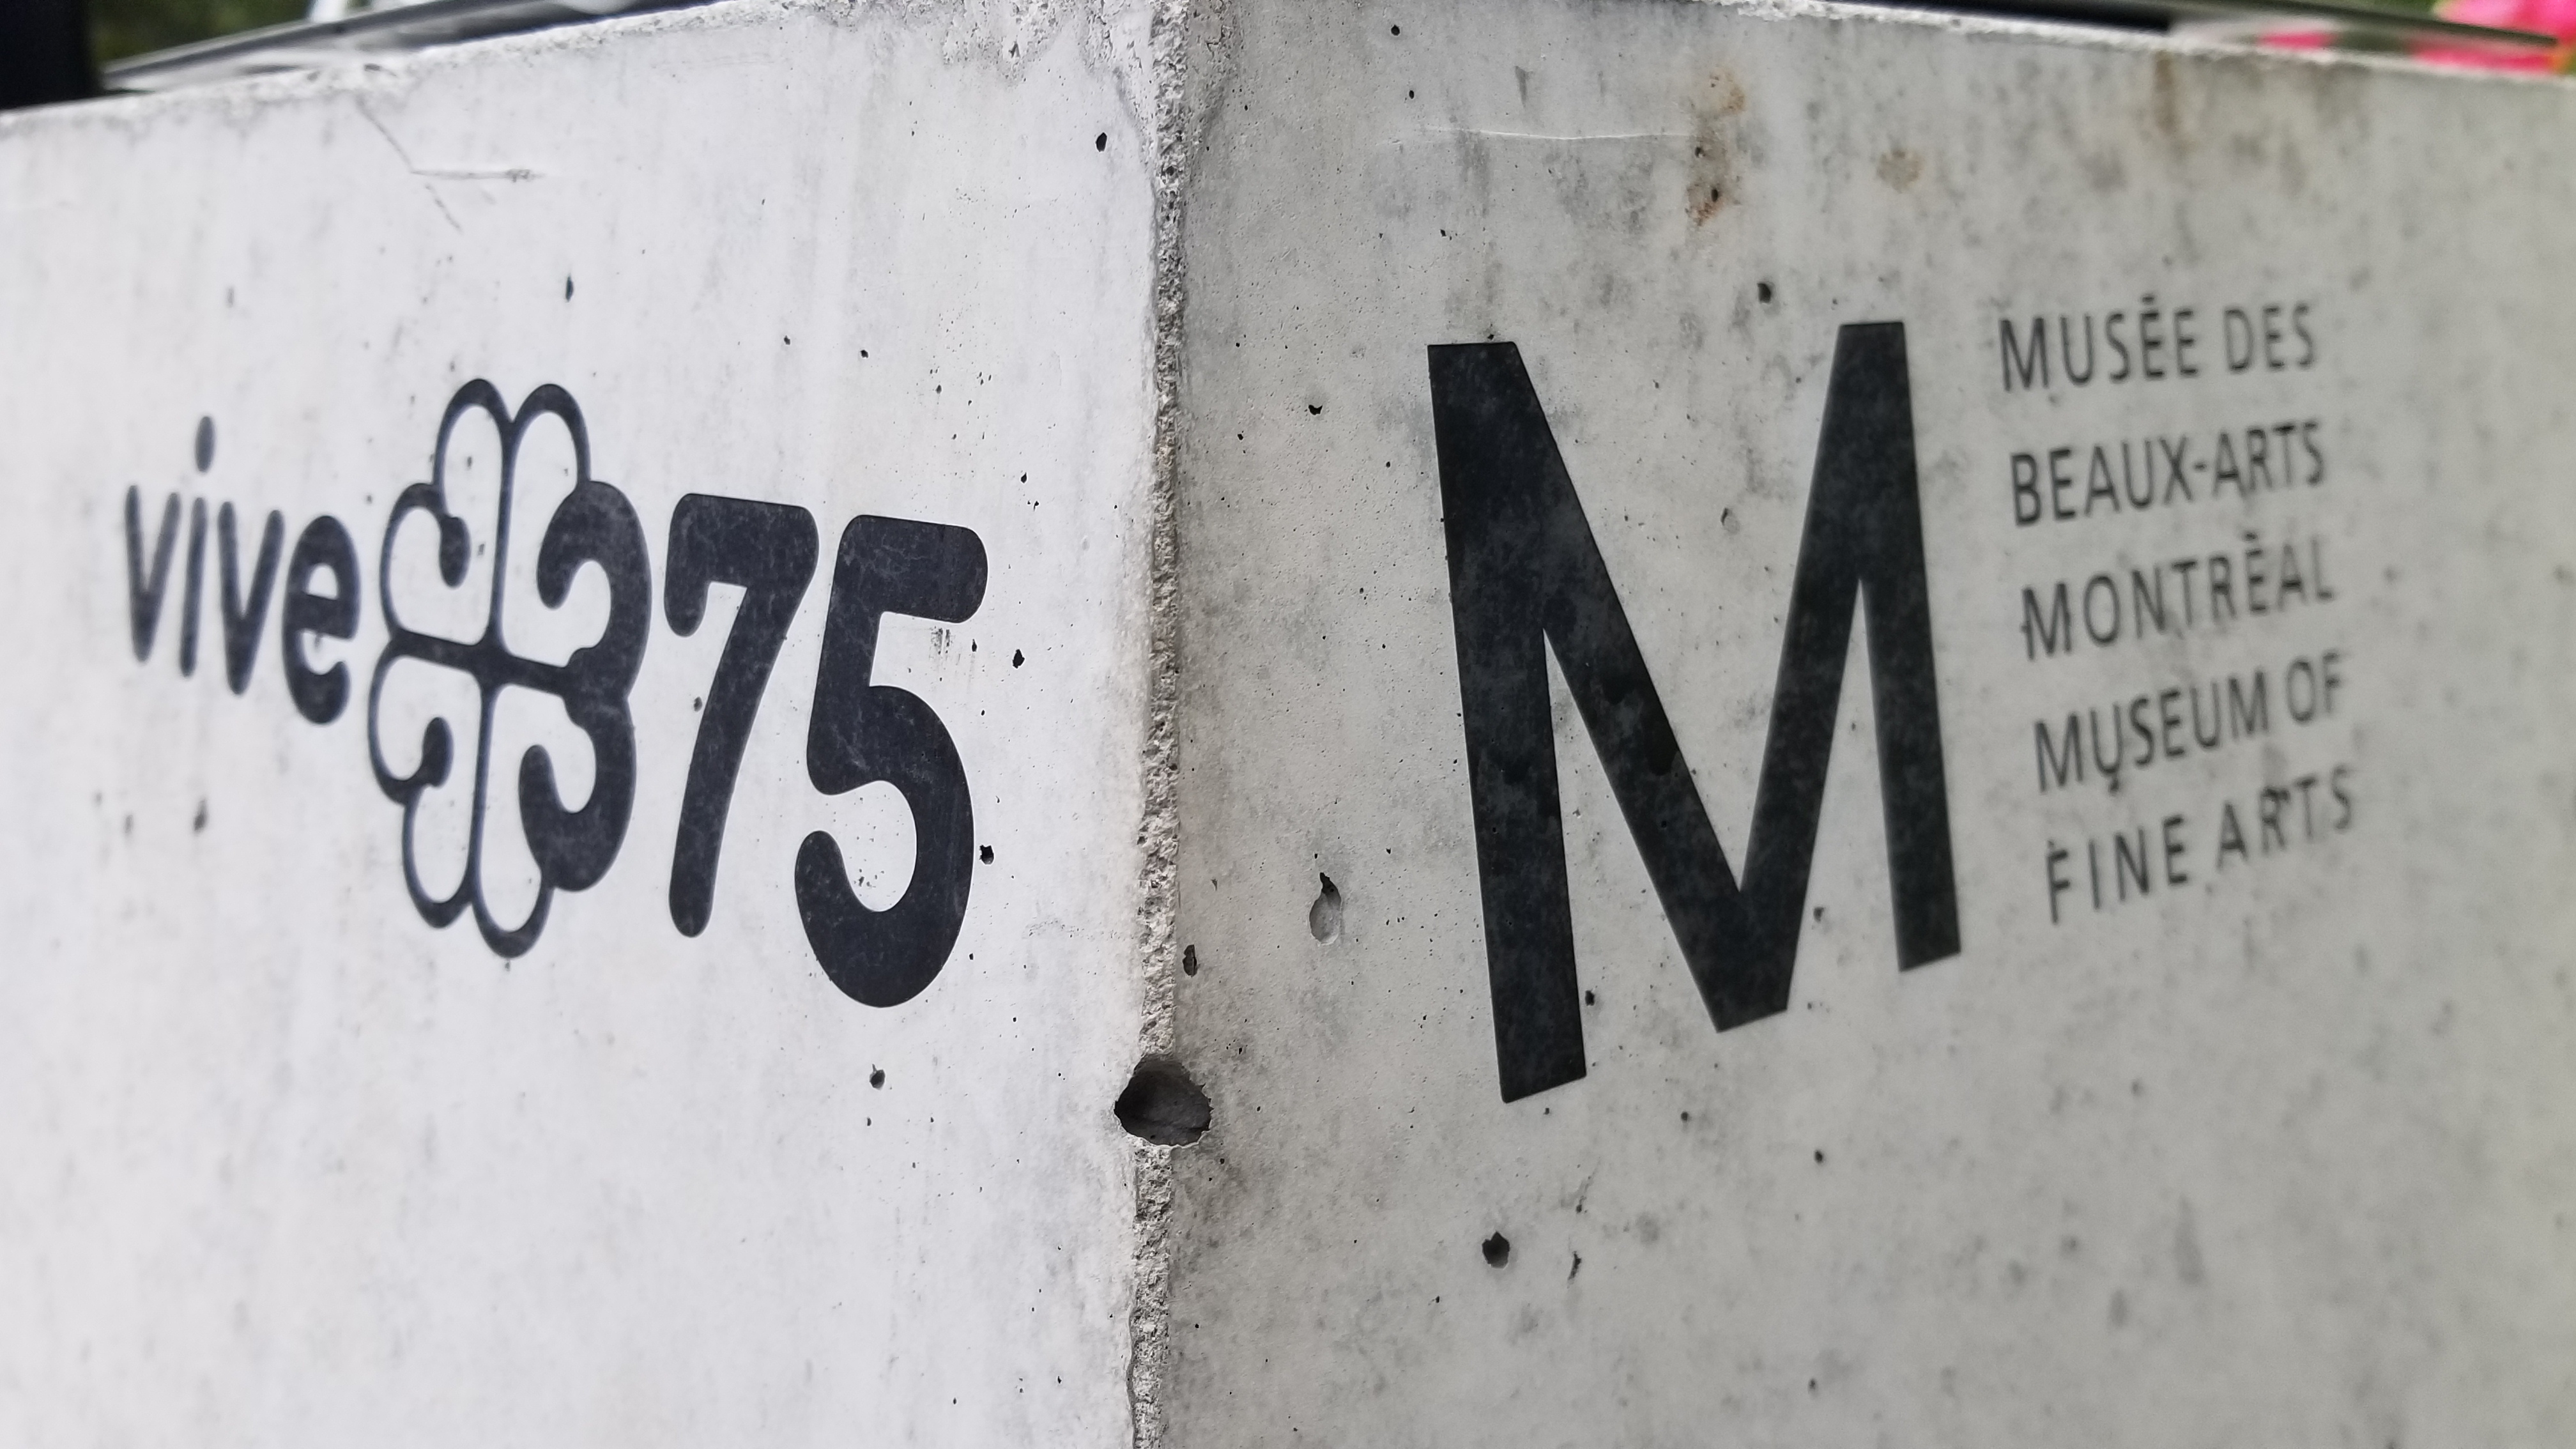 vive 375
M
MUSÉE DES
BEAUX-ARTS
MONTRÉAL
MUSEUM OF
FINE ARTS